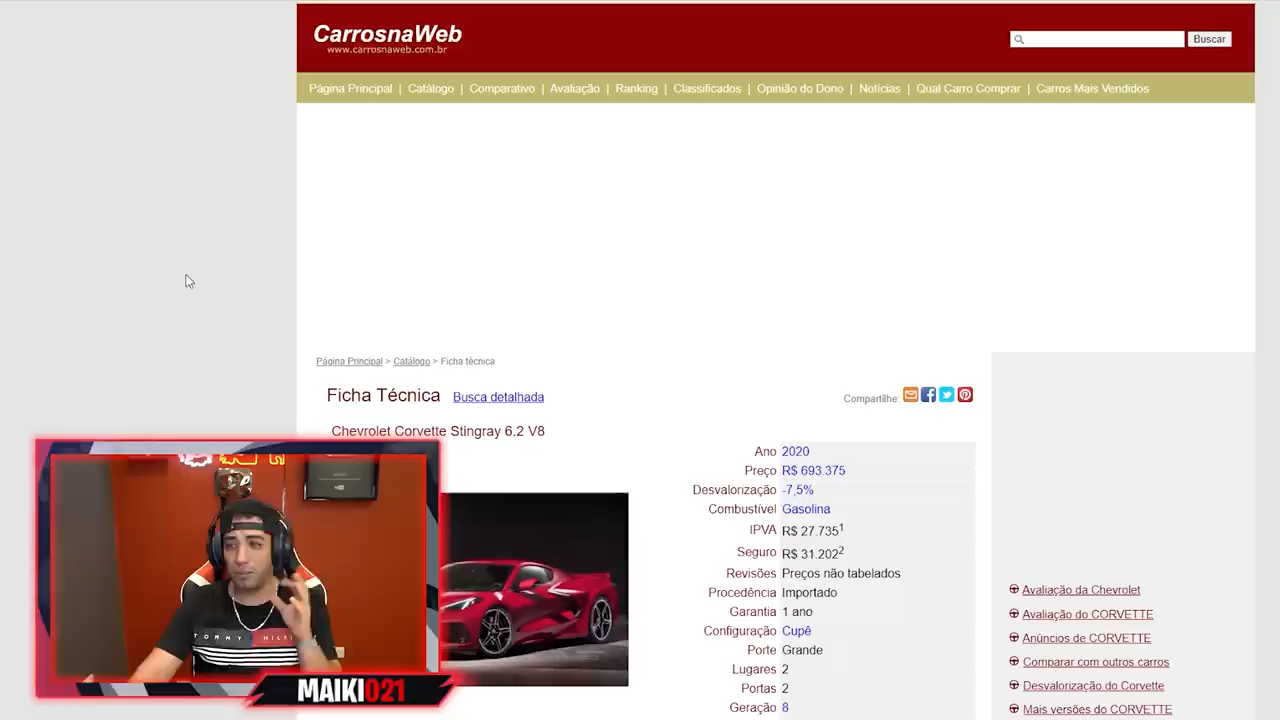 CarrosnaWeb
www.carrosnaweb.com.br
Buscar
Página Principal | Catálogo | Comparativo | Avaliação | Ranking | Classificados | Opinião do Dono | Notícias | Qual Carro Comprar | Carros Mais Vendidos
Página Principal > Catálogo > Ficha técnica
Ficha Técnica Busca detalhada
Compartilhe:
Chevrolet Corvette Stingray 6.2 V8
Ano 2020
Preço R$ 693.375
Desvalorização -7,5%
Combustível Gasolina
IPVA R$ 27.735¹
Seguro R$ 31.202²
Revisões Preços não tabelados
Procedência Importado
Garantia 1 ano
Configuração Cupê
Porte Grande
Lugares 2
Portas 2
Geração 8
Avaliação da Chevrolet
Avaliação do CORVETTE
Anúncios de CORVETTE
Comparar com outros carros
Desvalorização do Corvette
Mais versões do CORVETTE
TOMMY HILF
MAIKI021